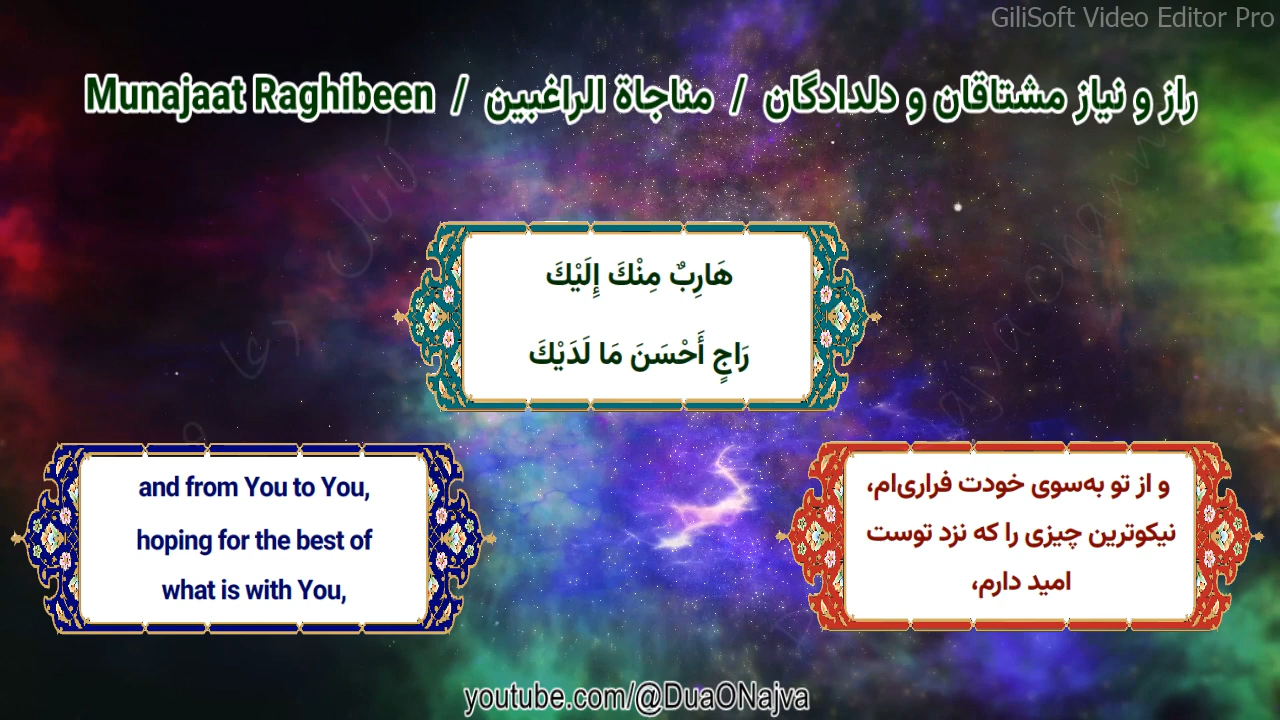 GiliSoft Video Editor Pro
Munajaat Raghibeen / مناجاة الراغبين / راز و نیاز مشتاقان و دلدادگان
هَارِبٌ مِنْكَ إِلَيْكَ
رَاجٍ أَحْسَنَ مَا لَدَيْكَ
and from You to You,
hoping for the best of
what is with You,
و از تو به‌سوی خودت فراری‌ام،
نیکوترین چیزی را که نزد توست
امید دارم،
youtube.com/@DuaONajva